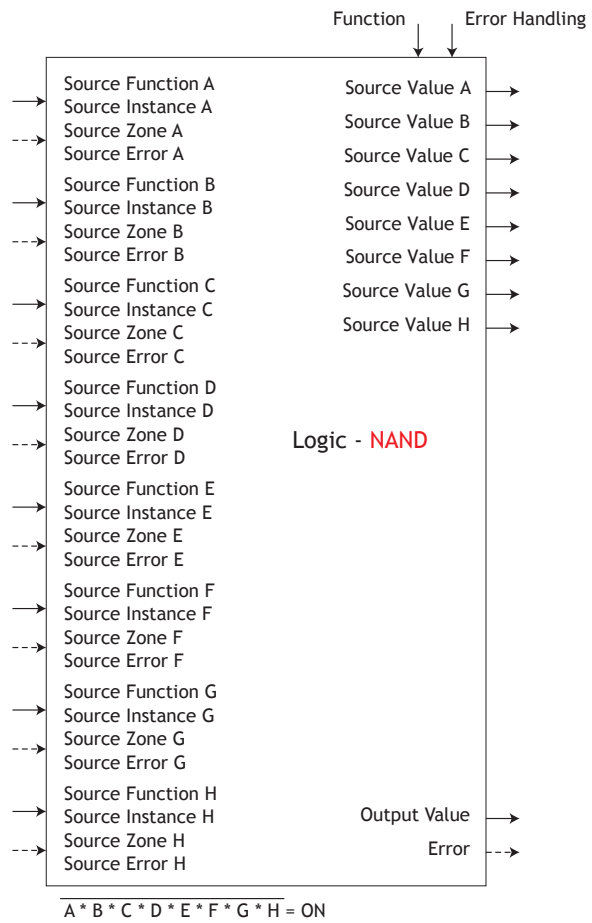 Function
Error Handling
Source Function A
Source Instance A
Source Zone A
Source Error A
Source Function B
Source Instance B
Source Zone B
Source Error B
Source Function C
Source Instance C
Source Zone C
Source Error C
Source Function D
Source Instance D
Source Zone D
Source Error D
Source Function E
Source Instance E
Source Zone E
Source Error E
Source Function F
Source Instance F
Source Zone F
Source Error F
Source Function G
Source Instance G
Source Zone G
Source Error G
Source Function H
Source Instance H
Source Zone H
Source Error H
Source Value A
Source Value B
Source Value C
Source Value D
Source Value E
Source Value F
Source Value G
Source Value H
Logic - NAND
Output Value
Error
A * B * C * D * E * F * G * H = ON